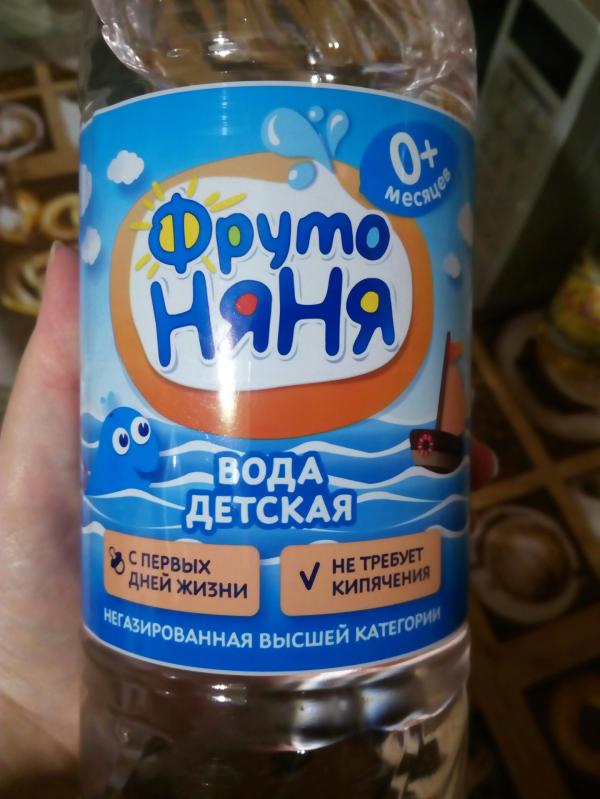 0+
месяцев
Фруто
НЯНЯ
ВОДА
ДЕТСКАЯ
С ПЕРВЫХ
ДНЕЙ ЖИЗНИ
НЕ ТРЕБУЕТ
КИПЯЧЕНИЯ
НЕГАЗИРОВАННАЯ ВЫСШЕЙ КАТЕГОРИИ